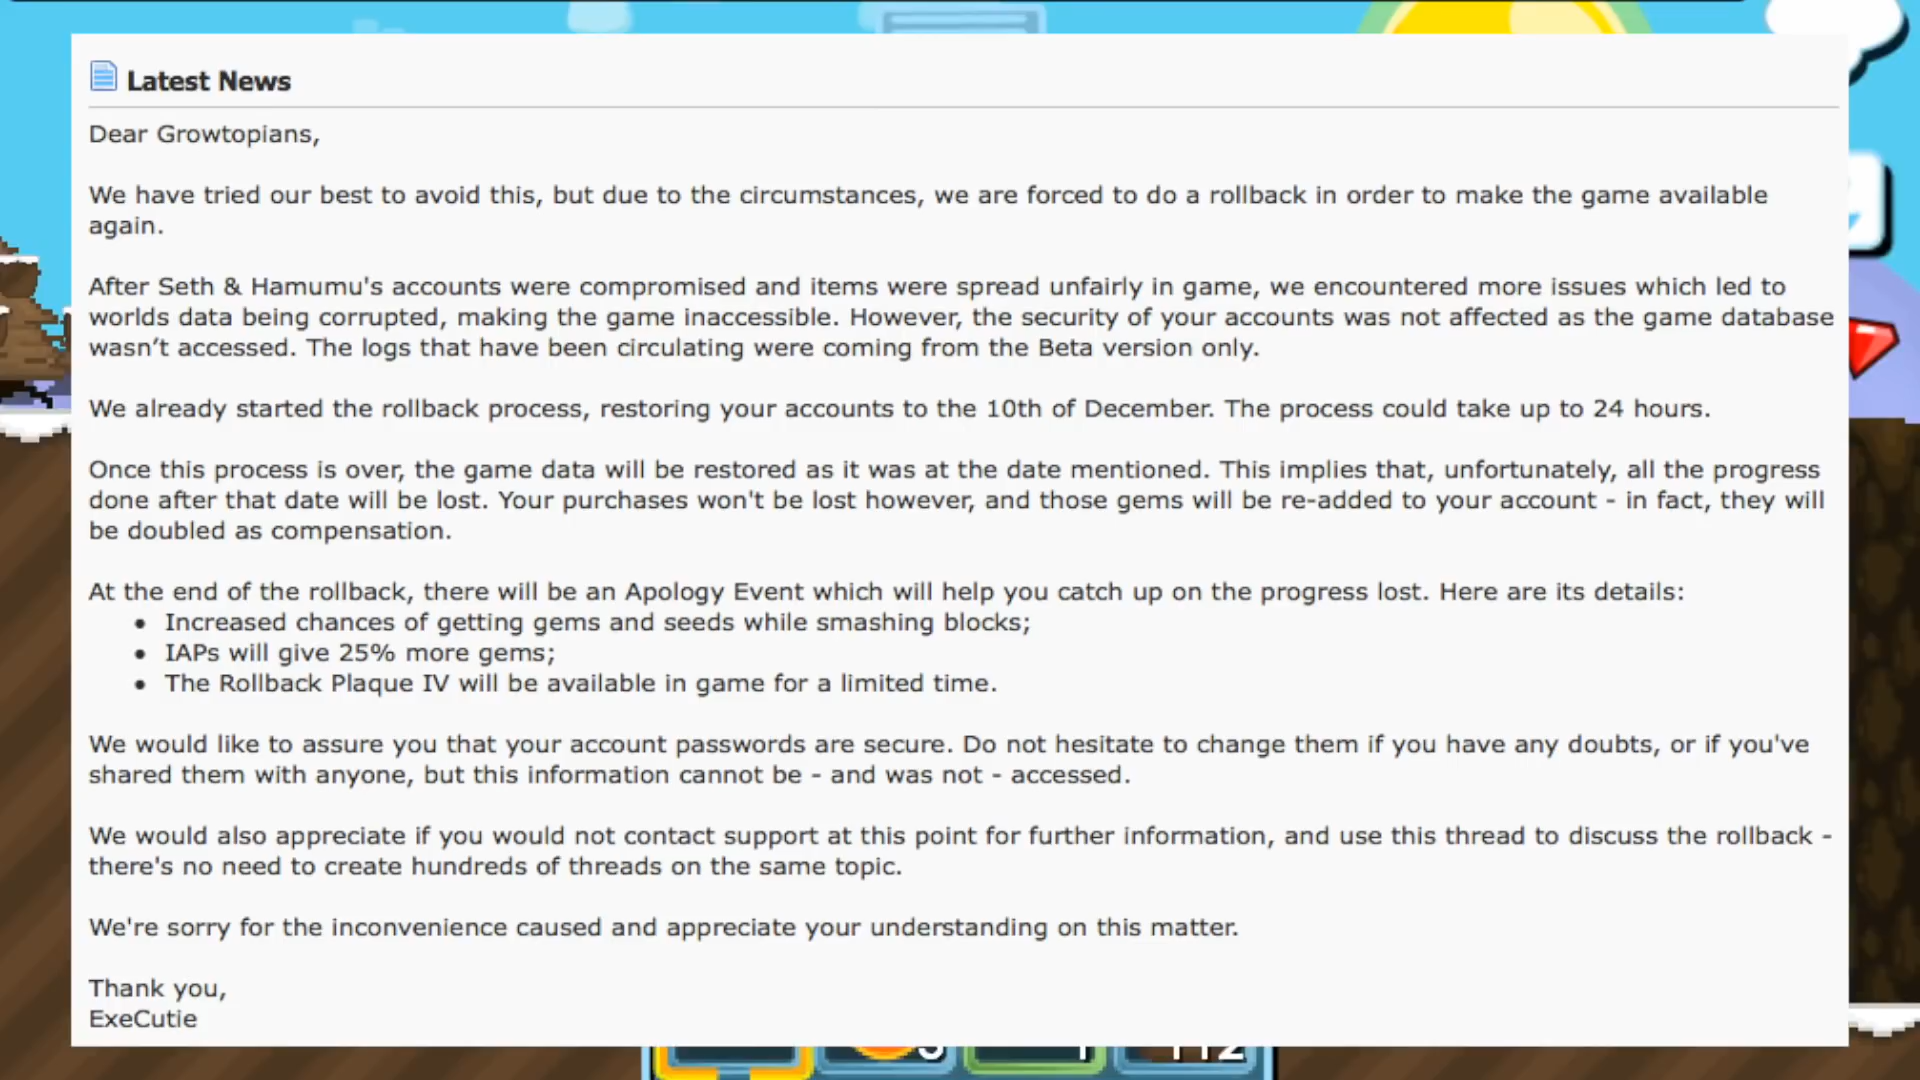 Latest News
Dear Growtopians,
We have tried our best to avoid this, but due to the circumstances, we are forced to do a rollback in order to make the game available
again.
After Seth & Hamumu's accounts were compromised and items were spread unfairly in game, we encountered more issues which led to
worlds data being corrupted, making the game inaccessible. However, the security of your accounts was not affected as the game database
wasn’t accessed. The logs that have been circulating were coming from the Beta version only.
We already started the rollback process, restoring your accounts to the 10th of December. The process could take up to 24 hours.
Once this process is over, the game data will be restored as it was at the date mentioned. This implies that, unfortunately, all the progress
done after that date will be lost. Your purchases won't be lost however, and those gems will be re-added to your account - in fact, they will
be doubled as compensation.
At the end of the rollback, there will be an Apology Event which will help you catch up on the progress lost. Here are its details:
• Increased chances of getting gems and seeds while smashing blocks;
• IAPs will give 25% more gems;
• The Rollback Plaque IV will be available in game for a limited time.
We would like to assure you that your account passwords are secure. Do not hesitate to change them if you have any doubts, or if you've
shared them with anyone, but this information cannot be - and was not - accessed.
We would also appreciate if you would not contact support at this point for further information, and use this thread to discuss the rollback -
there's no need to create hundreds of threads on the same topic.
We're sorry for the inconvenience caused and appreciate your understanding on this matter.
Thank you,
ExeCutie